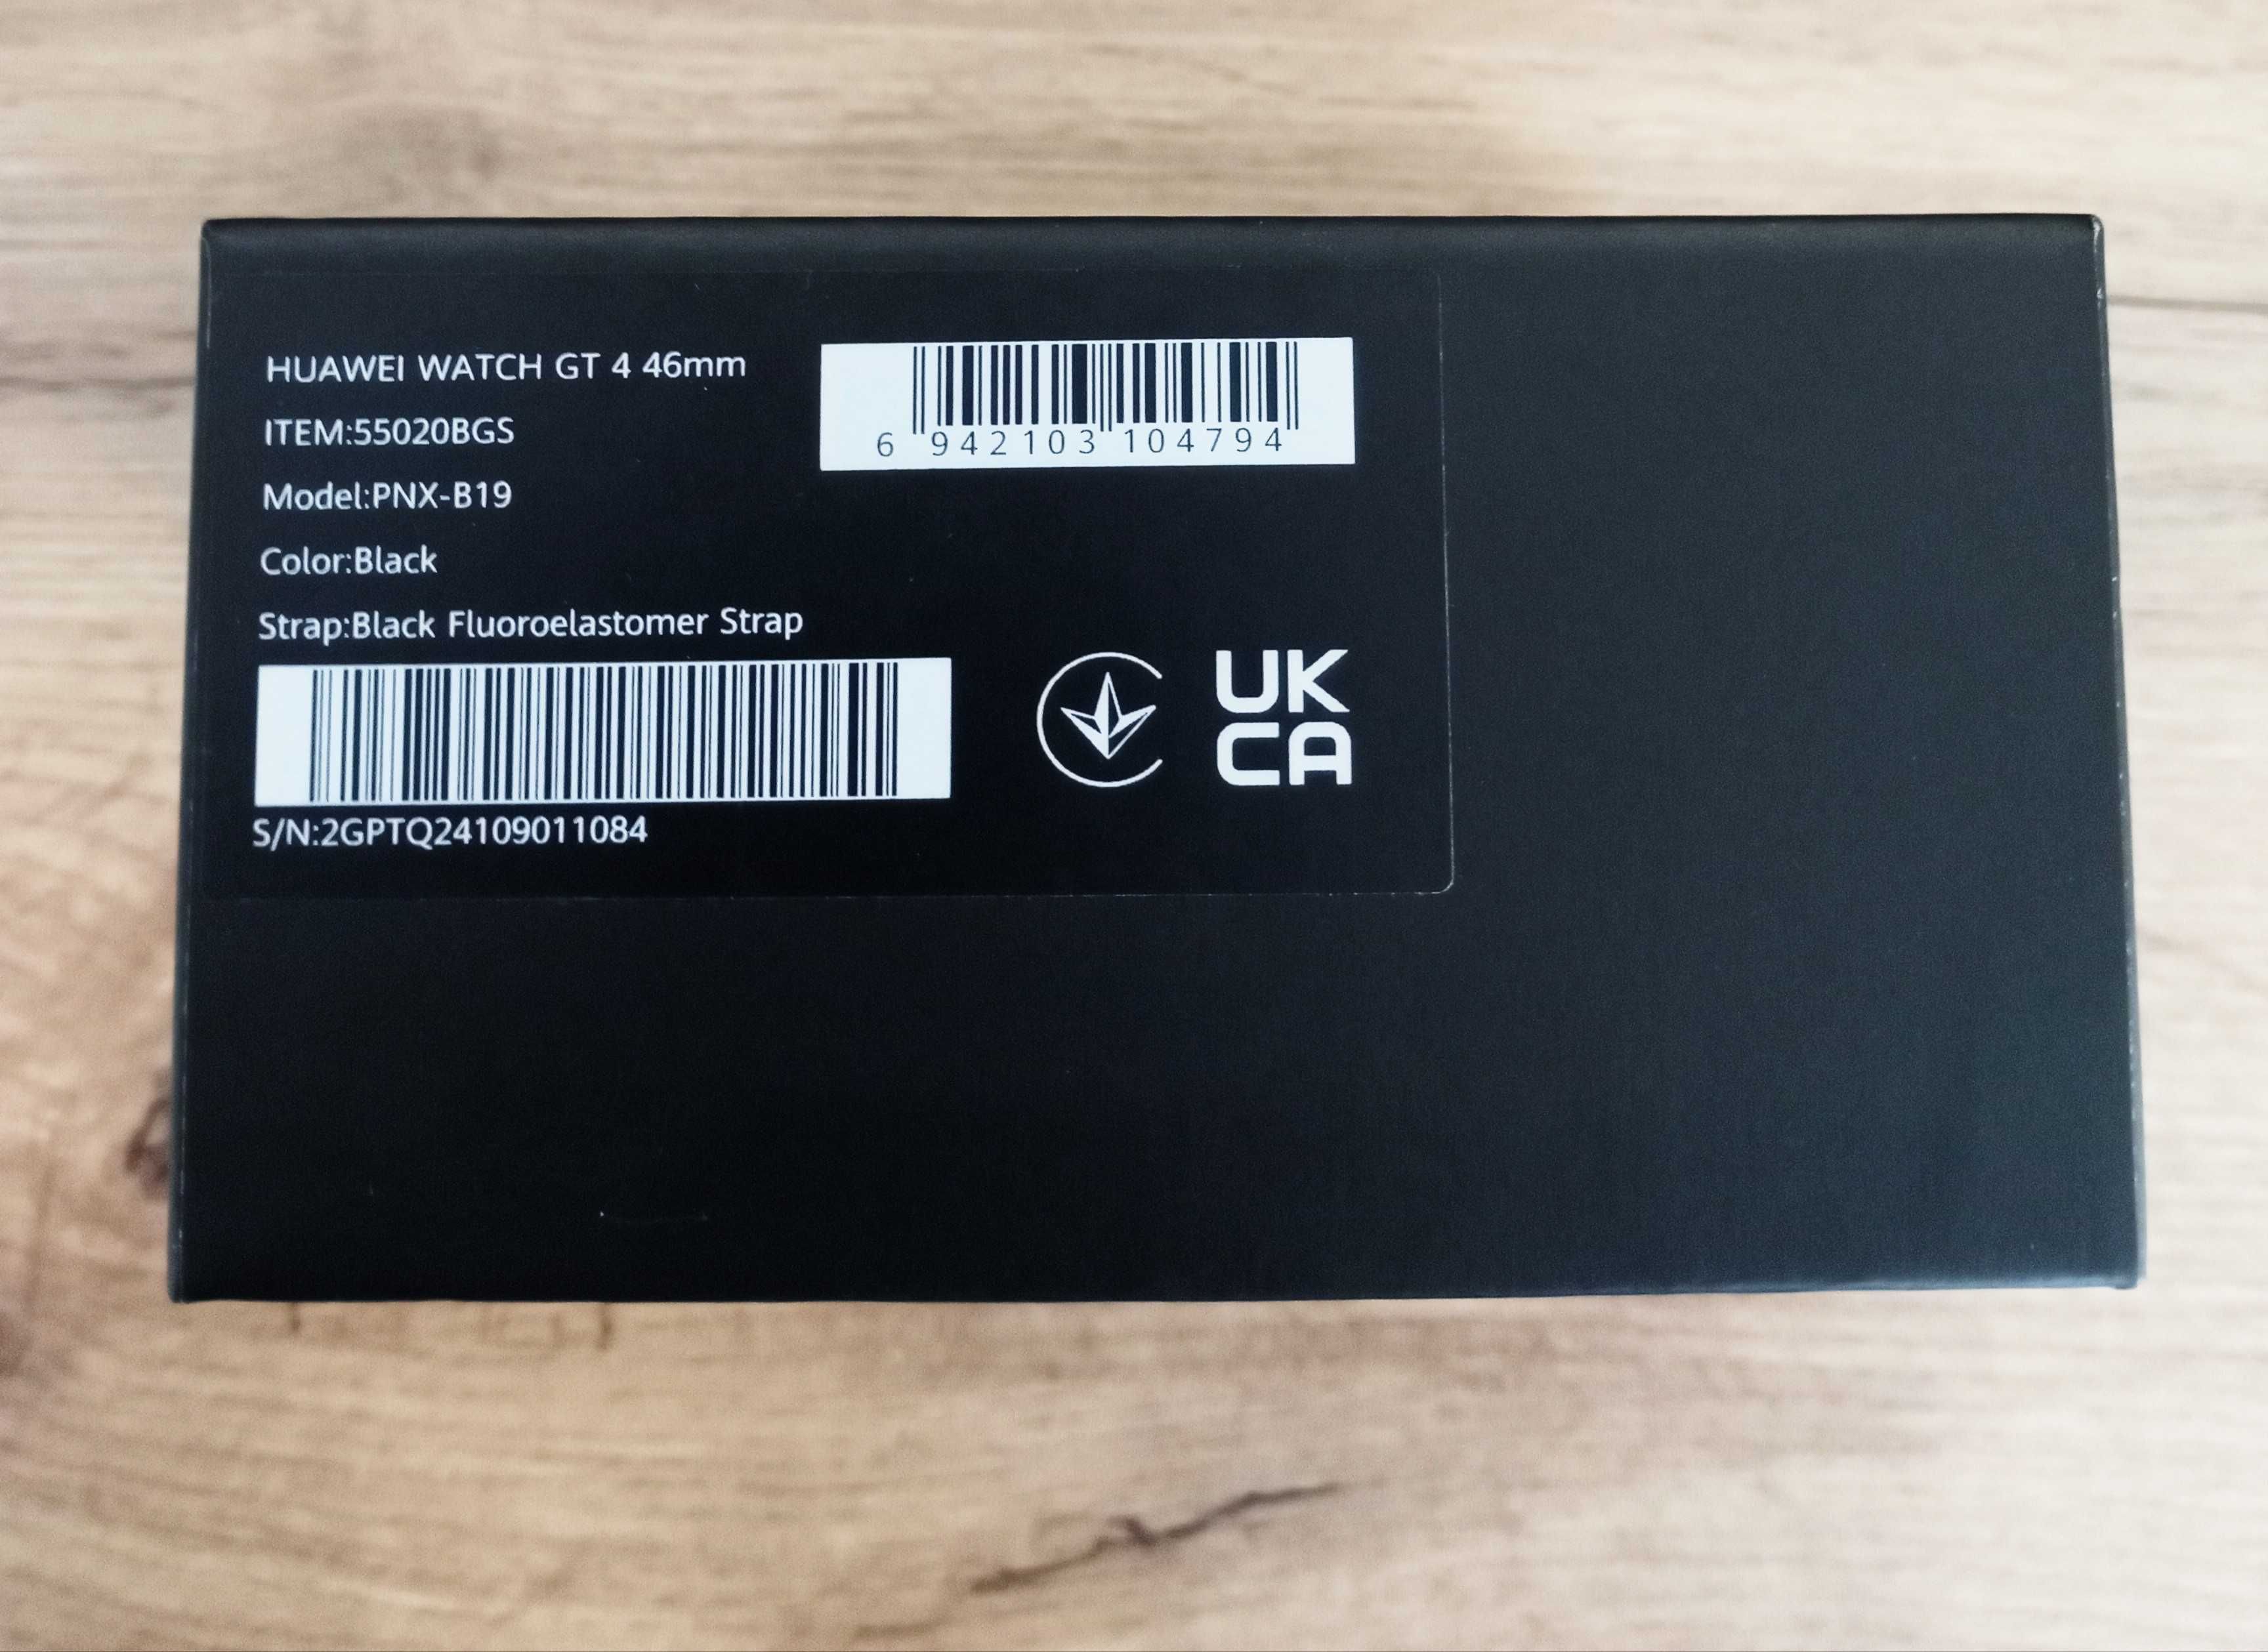 HUAWEI WATCH GT 4 46mm
ITEM:55020BGS
Model:PNX-B19
Color:Black
Strap:Black Fluoroelastomer Strap
S/N:2GPTQ24109011084
6 942103 104794
UK
CA